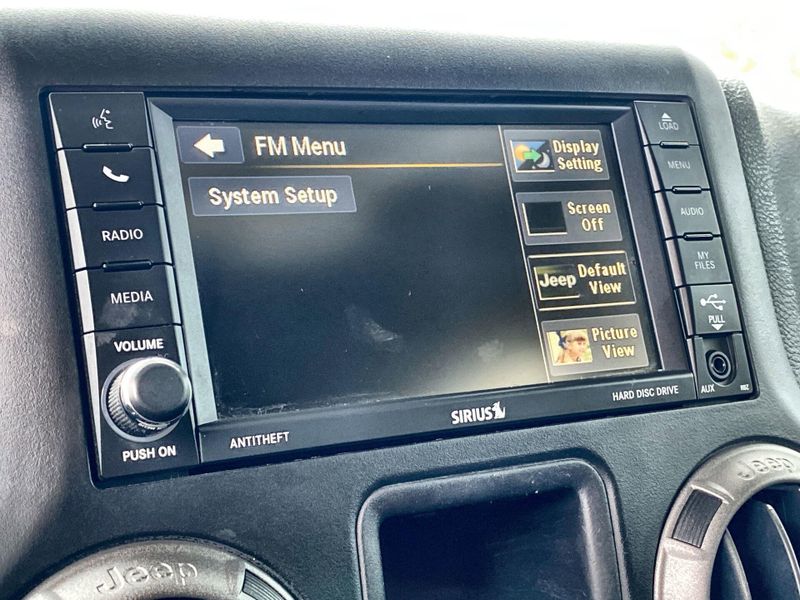 LOAD
FM Menu
Display
Setting
MENU
System Setup
Screen
Off
AUDIO
RADIO
MY
FILES
Jeep
Default
View
MEDIA
PULL
VOLUME
Picture
View
AUX
RBZ
HARD DISC DRIVE
SIRIUS
ANTITHEFT
PUSH ON
Jeep
Jeep